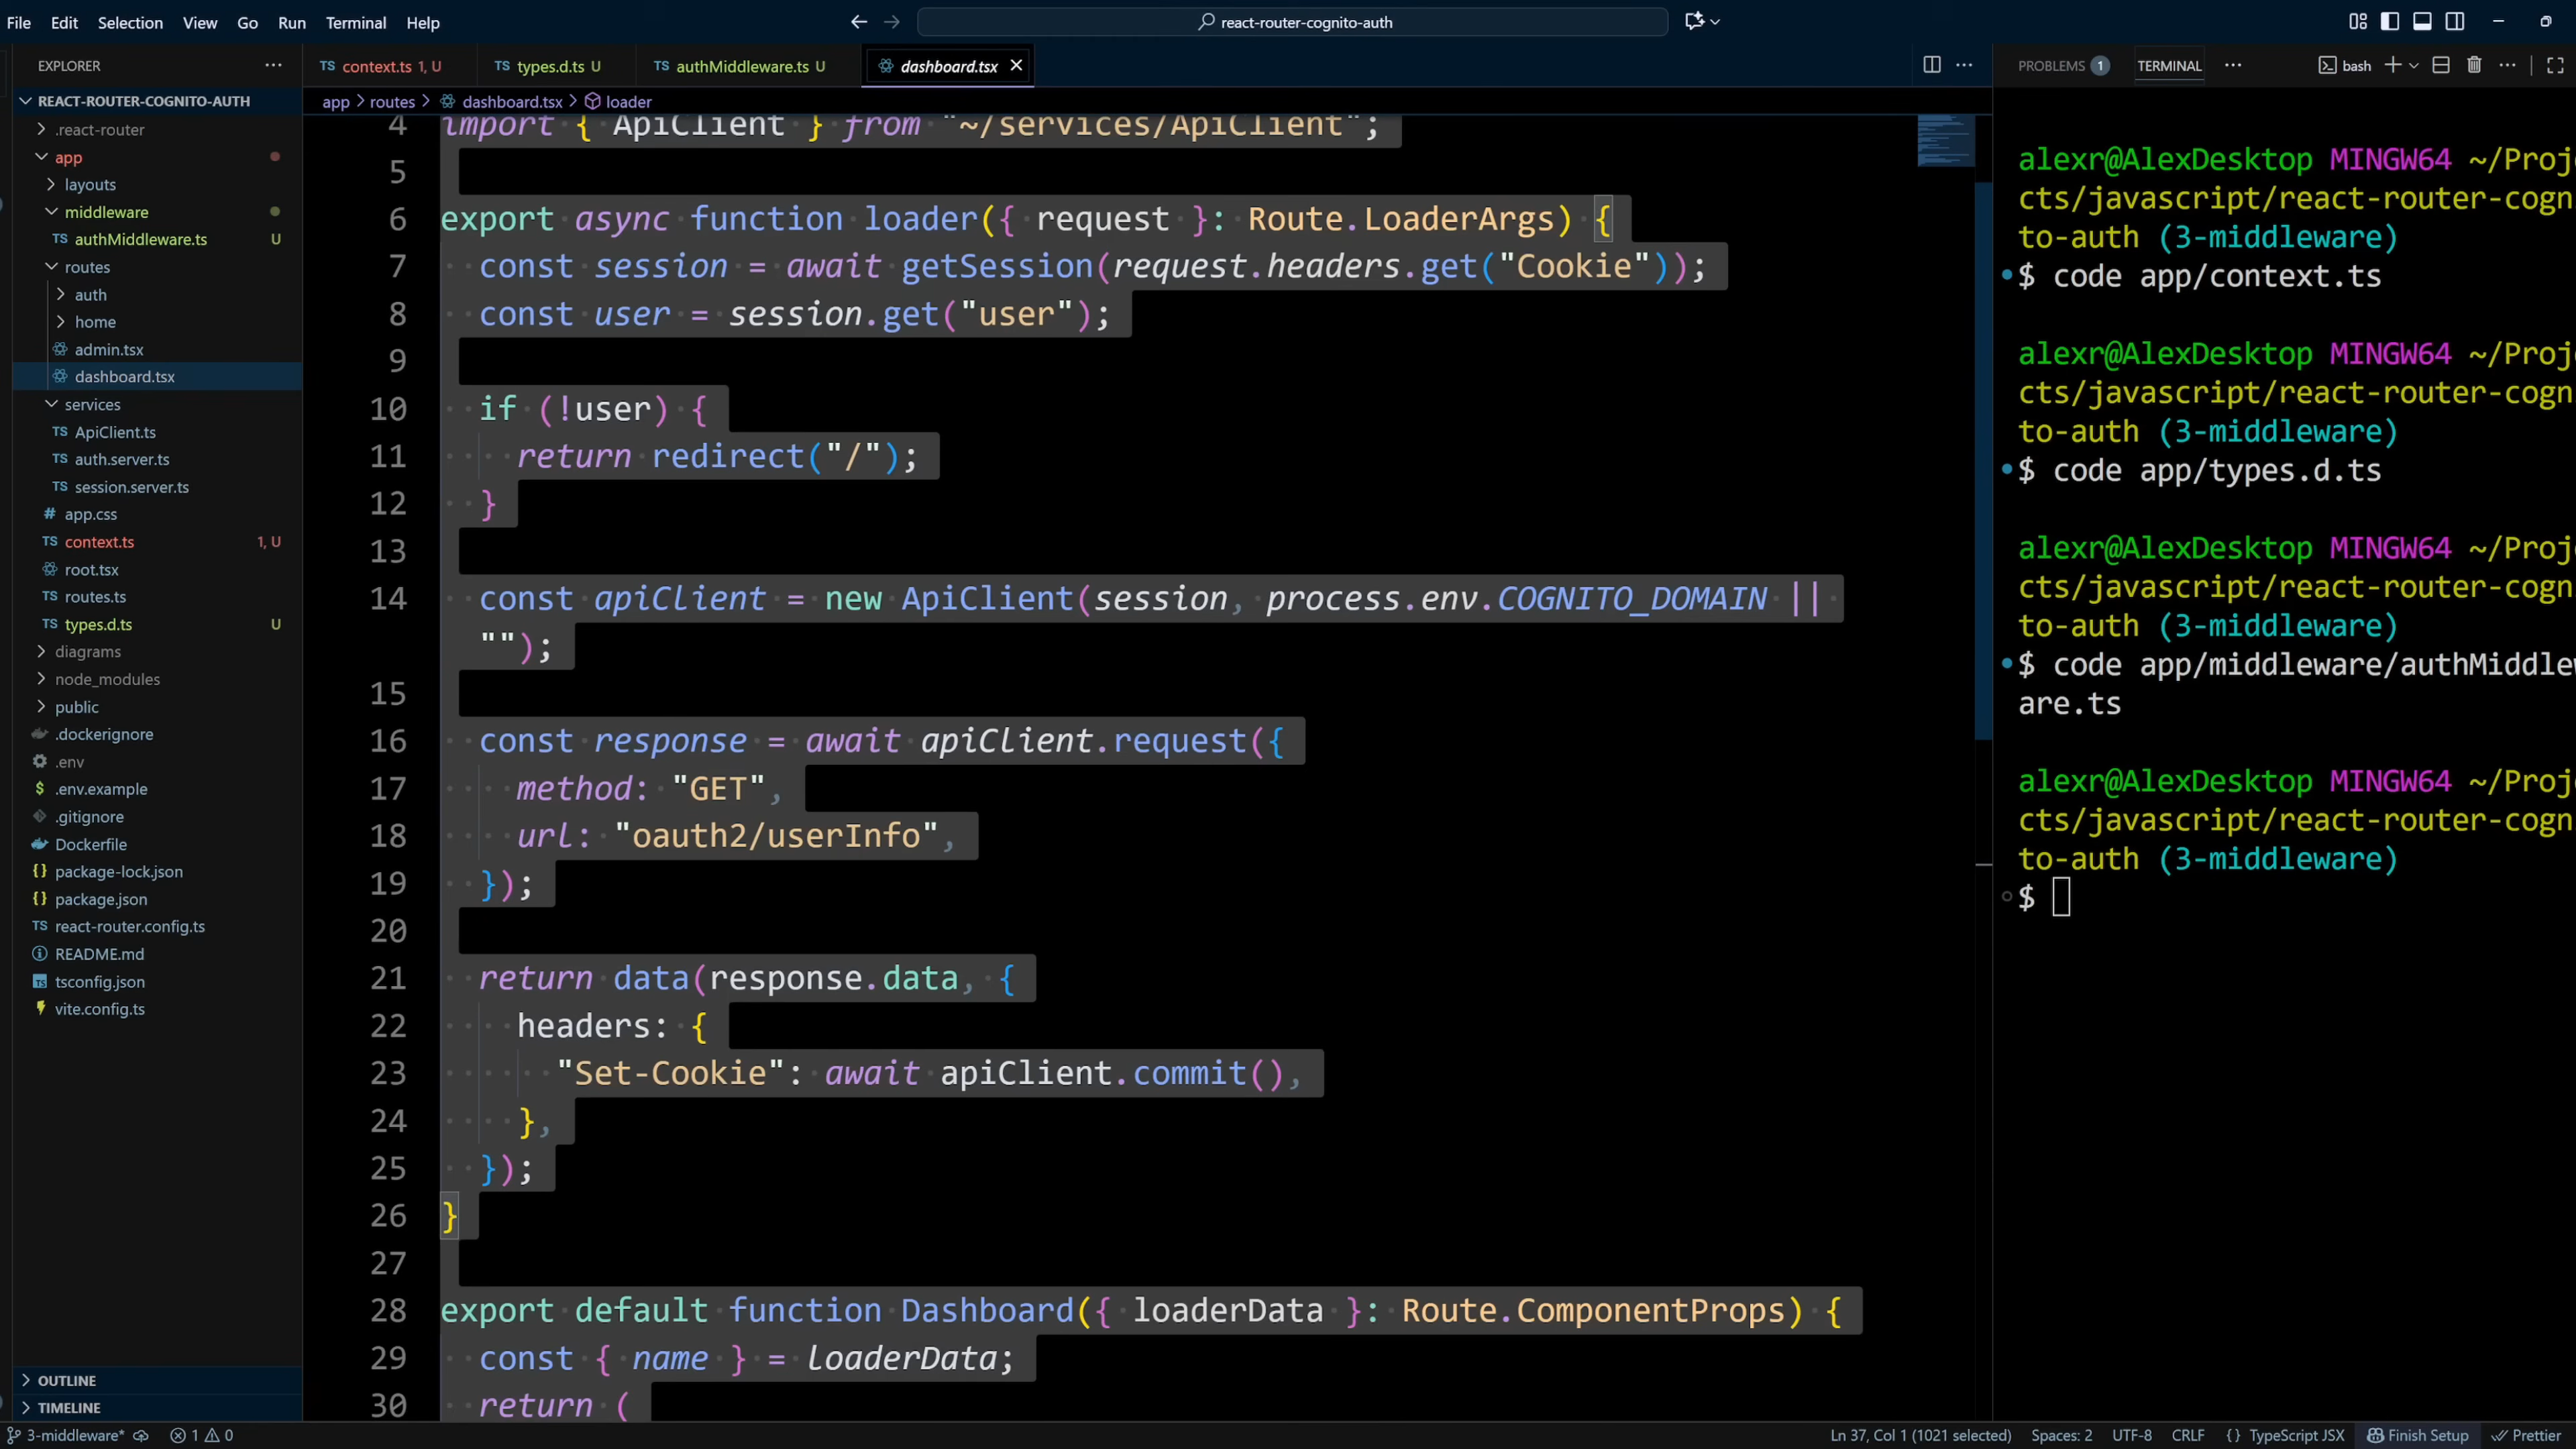 File Edit Selection View Go Run Terminal Help
react-router-cognito-auth
EXPLORER
REACT-ROUTER-COGNITO-AUTH
.react-router
app
layouts
middleware
TS authMiddleware.ts U
routes
auth
home
admin.tsx
dashboard.tsx
services
TS ApiClient.ts
TS auth.server.ts
TS session.server.ts
# app.css
TS context.ts 1, U
root.tsx
TS routes.ts
TS types.d.ts U
diagrams
node_modules
public
.dockerignore
.env
$ .env.example
.gitignore
Dockerfile
{} package-lock.json
{} package.json
TS react-router.config.ts
README.md
TS tsconfig.json
vite.config.ts
OUTLINE
TIMELINE
TS context.ts 1, U TS types.d.ts U TS authMiddleware.ts U dashboard.tsx
app > routes > dashboard.tsx > loader
4 import { ApiClient } from "~/services/ApiClient";
5
6 export async function loader({ request }: Route.LoaderArgs) {
7 const session = await getSession(request.headers.get("Cookie"));
8 const user = session.get("user");
9
10 if (!user) {
11 return redirect("/");
12 }
13
14 const apiClient = new ApiClient(session, process.env.COGNITO_DOMAIN ||
"");
15
16 const response = await apiClient.request({
17 method: "GET",
18 url: "oauth2/userInfo",
19 });
20
21 return data(response.data, {
22 headers: {
23 "Set-Cookie": await apiClient.commit(),
24 },
25 });
26 }
27
28 export default function Dashboard({ loaderData }: Route.ComponentProps) {
29 const { name } = loaderData;
30 return (
PROBLEMS 1 TERMINAL bash
alexr@AlexDesktop MINGW64 ~/Proj
cts/javascript/react-router-cogn
to-auth (3-middleware)
$ code app/context.ts
alexr@AlexDesktop MINGW64 ~/Proj
cts/javascript/react-router-cogn
to-auth (3-middleware)
$ code app/types.d.ts
alexr@AlexDesktop MINGW64 ~/Proj
cts/javascript/react-router-cogn
to-auth (3-middleware)
$ code app/middleware/authMiddlew
are.ts
alexr@AlexDesktop MINGW64 ~/Proj
cts/javascript/react-router-cogn
to-auth (3-middleware)
$
3-middleware* 1 0 Ln 37, Col 1 (1021 selected) Spaces: 2 UTF-8 CRLF {} TypeScript JSX Finish Setup Prettier